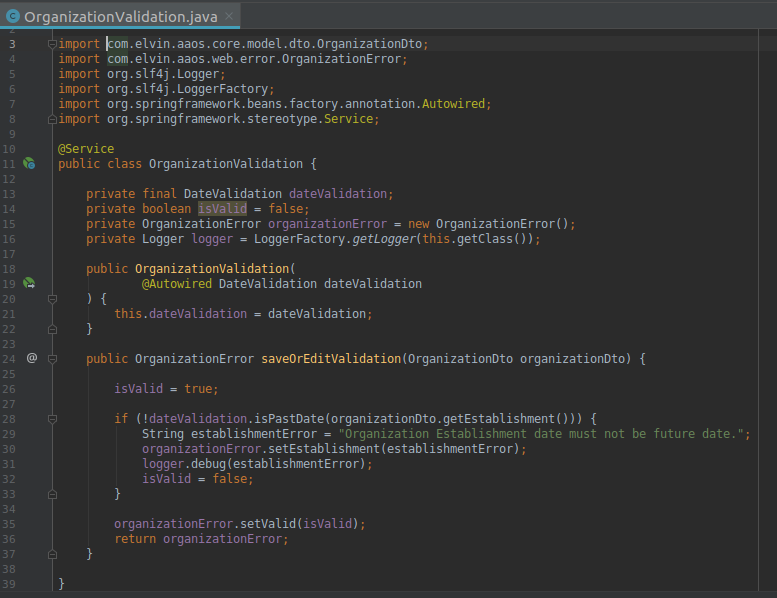 OrganizationValidation.java
3 import com.elvin.aaos.core.model.dto.OrganizationDto;
4 import com.elvin.aaos.web.error.OrganizationError;
5 import org.slf4j.Logger;
6 import org.slf4j.LoggerFactory;
7 import org.springframework.beans.factory.annotation.Autowired;
8 import org.springframework.stereotype.Service;
9
10 @Service
11 public class OrganizationValidation {
12
13     private final DateValidation dateValidation;
14     private boolean isValid = false;
15     private OrganizationError organizationError = new OrganizationError();
16     private Logger logger = LoggerFactory.getLogger(this.getClass());
17
18     public OrganizationValidation(
19             @Autowired DateValidation dateValidation
20     ) {
21         this.dateValidation = dateValidation;
22     }
23
24     public OrganizationError saveOrEditValidation(OrganizationDto organizationDto) {
25
26         isValid = true;
27
28         if (!dateValidation.isPastDate(organizationDto.getEstablishment())) {
29             String establishmentError = "Organization Establishment date must not be future date.";
30             organizationError.setEstablishment(establishmentError);
31             logger.debug(establishmentError);
32             isValid = false;
33         }
34
35         organizationError.setValid(isValid);
36         return organizationError;
37     }
38
39 }